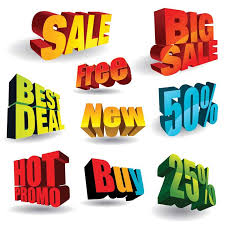 SALE
BIG
SALE
Free
BEST
DEAL
New
50%
HOT
PROMO
Buy
25%